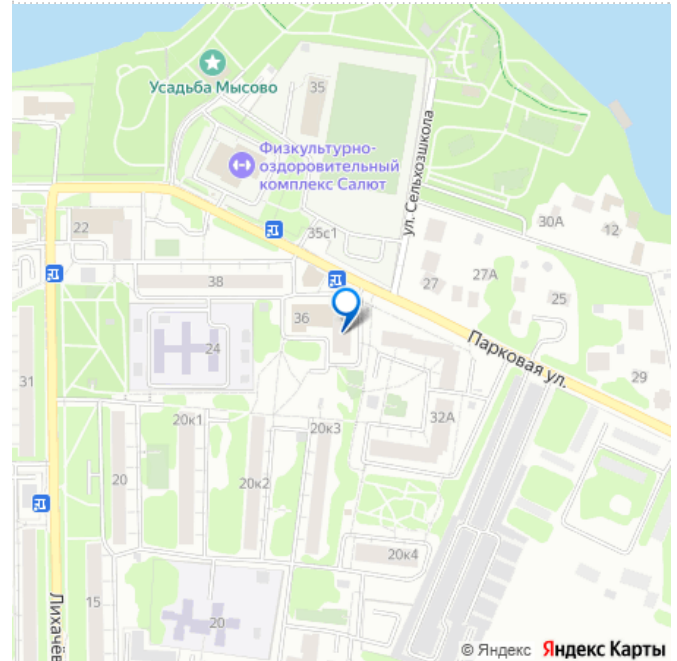 Усадьба Мысово
35
Физкультурно-
оздоровительный
комплекс Салют
ул. Сельхозшкола
22
35с1
30А
12
38
27
27А
25
36
24
Парковая ул.
31
29
20к1
20к3
32А
20
20к2
20к4
15
20
Лихачёв
© Яндекс Яндекс Карты